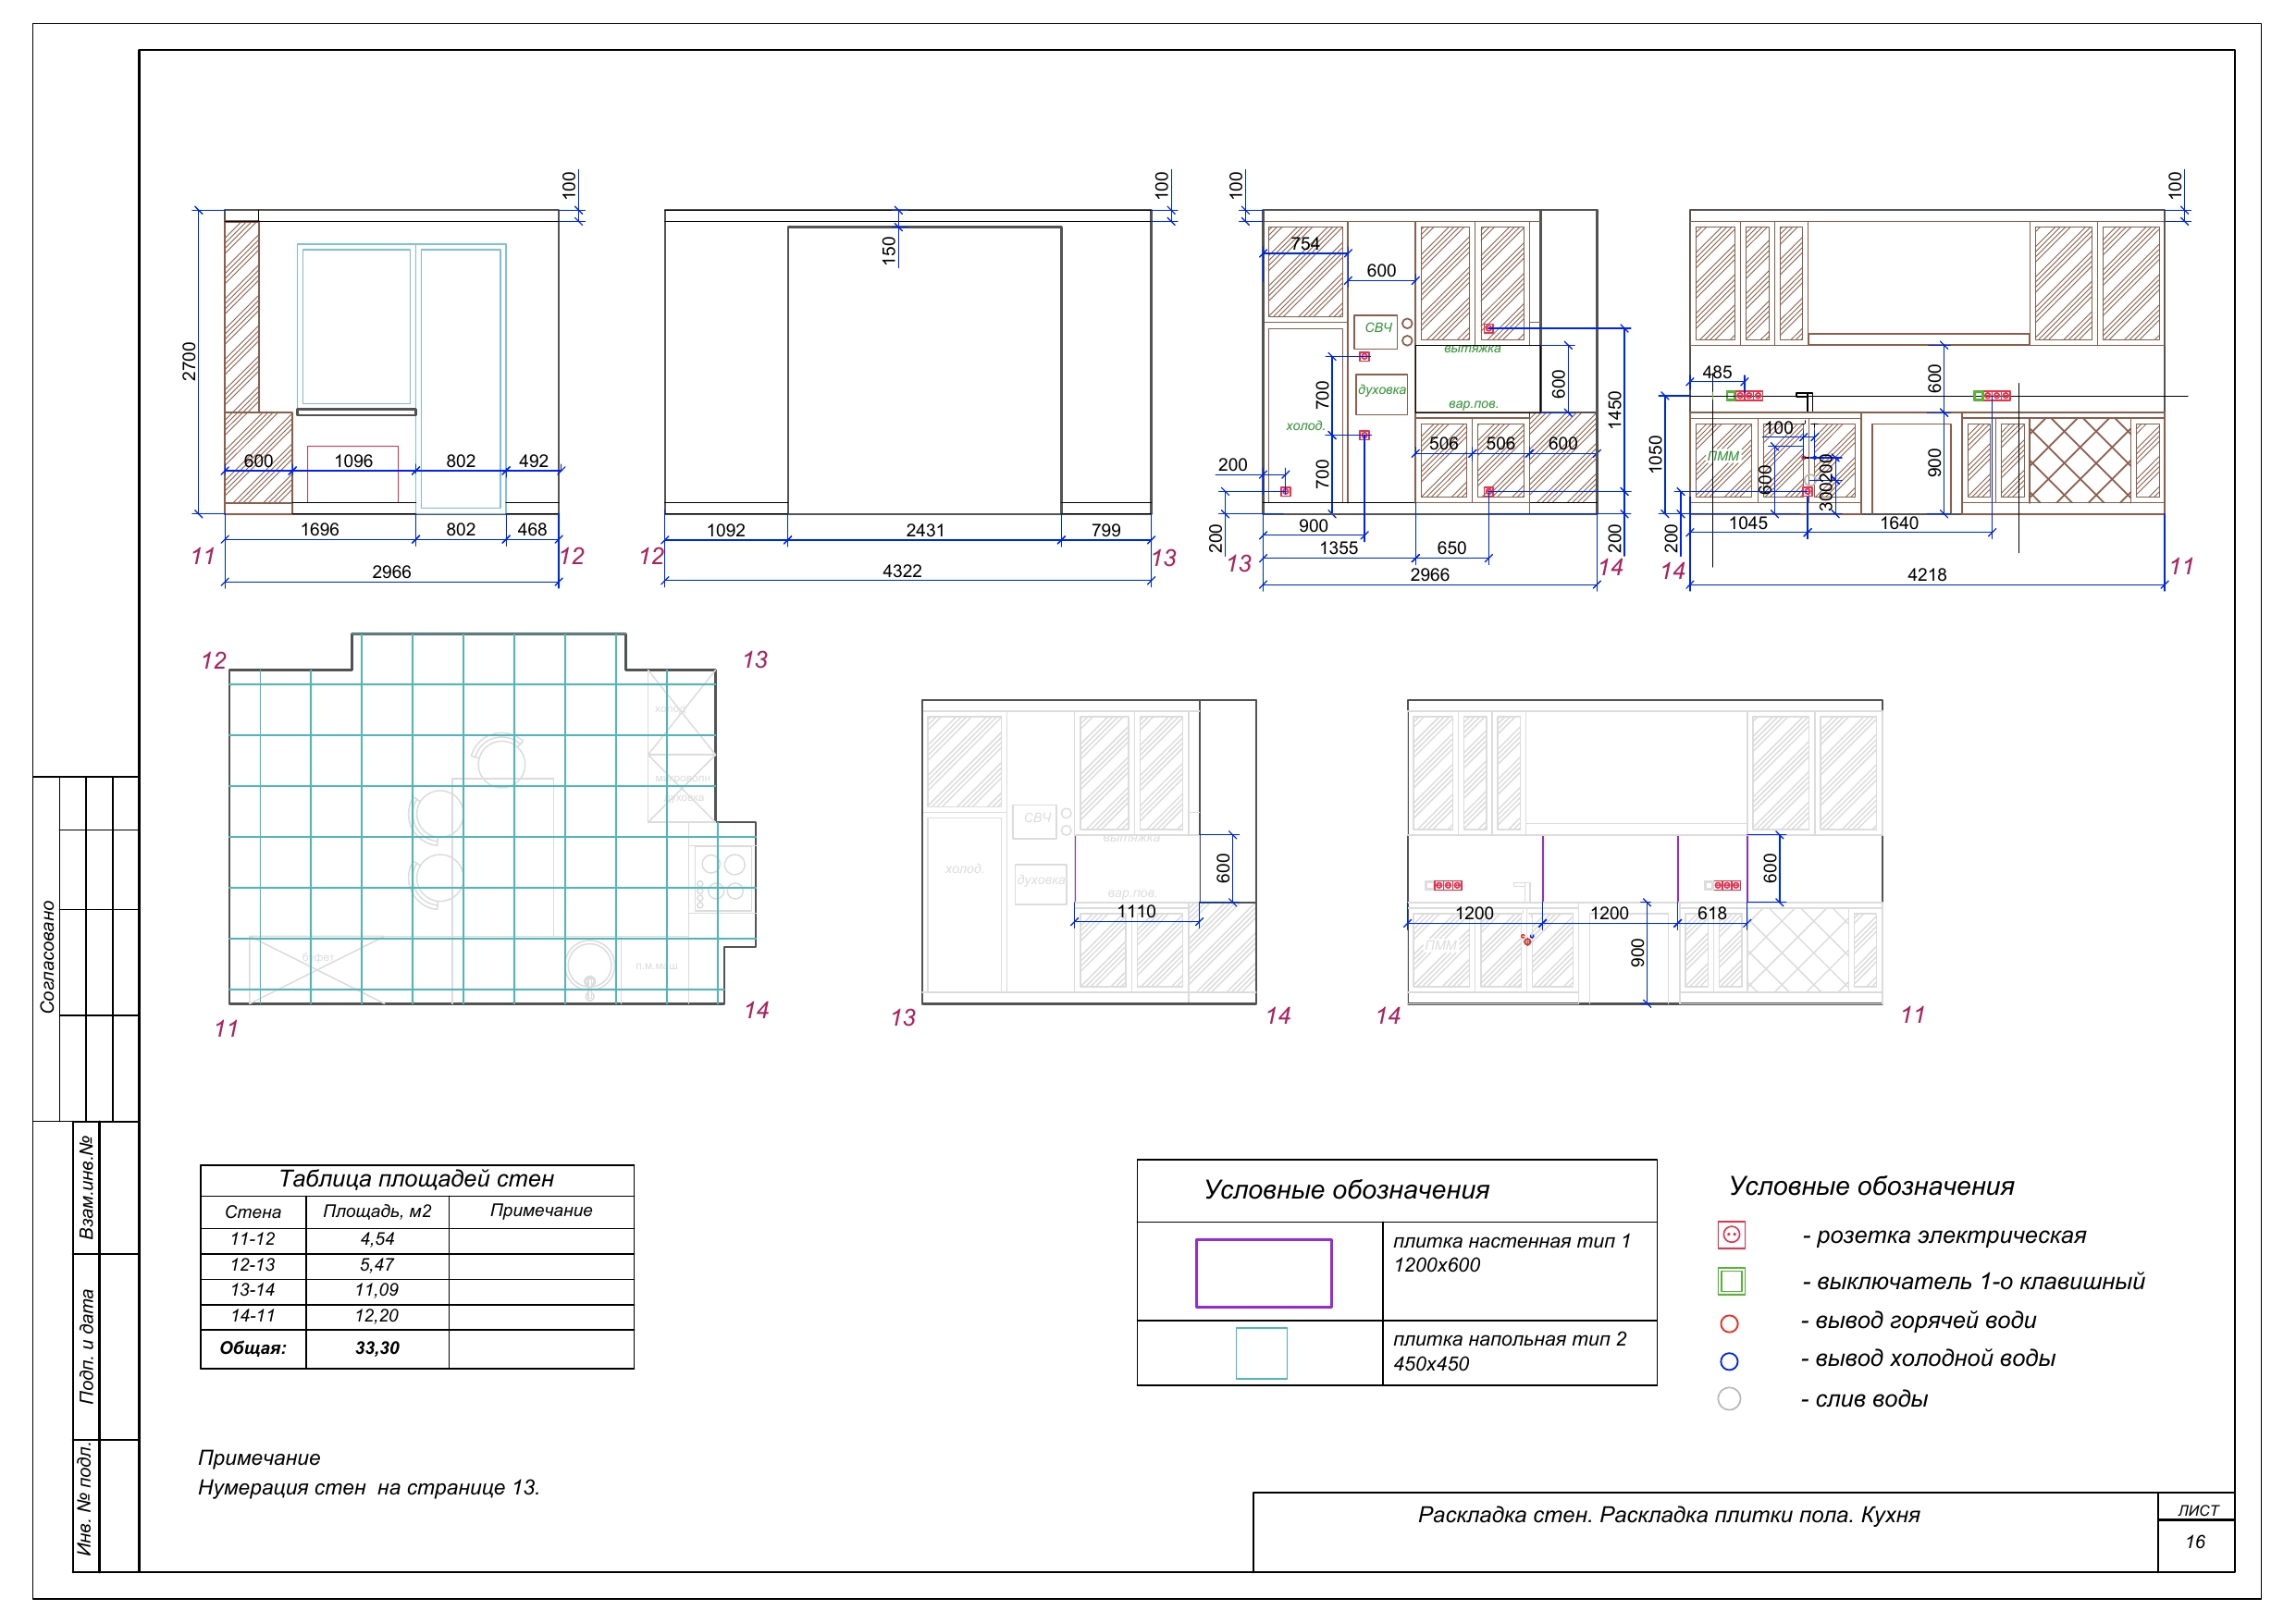 100
2700
600
1096
802
492
1696
802
468
11
12
2966
100
150
1092
2431
799
12
13
4322
100
754
600
СВЧ
вытяжка
духовка
вар.пов.
холод.
700
700
600
1450
506
506
600
200
200
900
1355
650
200
13
14
2966
100
485
600
1050
100
ПММ
600
200
300
900
1045
1640
200
14
11
4218
12
13
холод
микроволн
духовка
буфет
п.м.маш
11
14
СВЧ
вытяжка
холод.
духовка
вар.пов.
600
1110
13
14
600
1200
1200
618
ПММ
900
14
11
Таблица площадей стен
Стена Площадь, м2 Примечание
11-12 4,54
12-13 5,47
13-14 11,09
14-11 12,20
Общая: 33,30
Примечание
Нумерация стен на странице 13.
Условные обозначения
плитка настенная тип 1
1200х600
плитка напольная тип 2
450х450
Условные обозначения
- розетка электрическая
- выключатель 1-о клавишный
- вывод горячей води
- вывод холодной воды
- слив воды
Согласовано
Взам.инв.№
Подп. и дата
Инв. № подл.
Раскладка стен. Раскладка плитки пола. Кухня
ЛИСТ
16